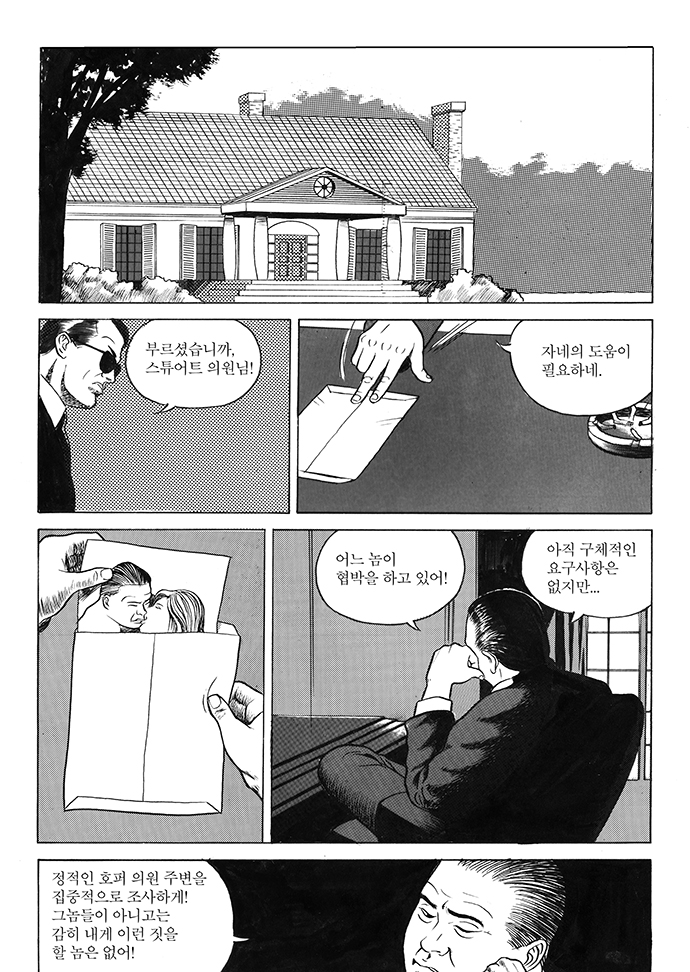 부르셨습니까,
스튜어트 의원님!
자네의 도움이
필요하네.
어느 놈이
협박을 하고 있어!
아직 구체적인
요구사항은
없지만...
정적인 호퍼 의원 주변을
집중적으로 조사하게!
그놈들이 아니고는
감히 내게 이런 짓을
할 놈은 없어!